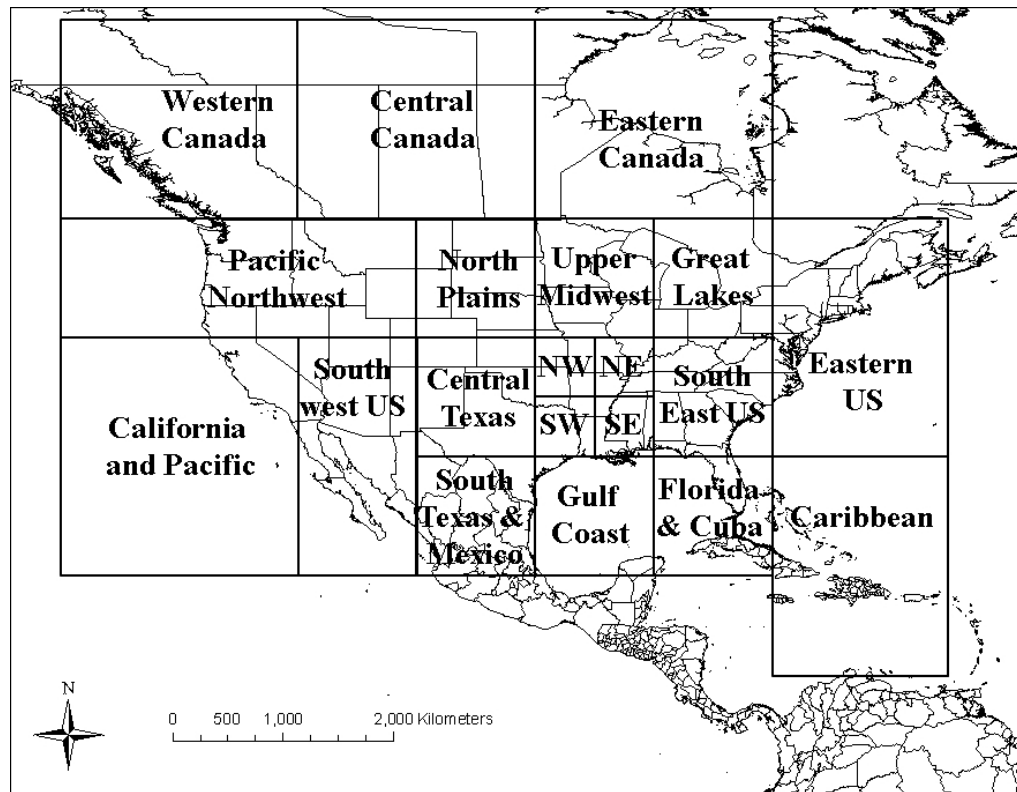 Western
Canada
Central
Canada
Eastern
Canada
Pacific
Northwest
North
Plains
Upper
Midwest
Great
Lakes
California
and Pacific
South
west US
Central
Texas
NW
NE
SW
SE
South
East US
Eastern
US
South
Texas &
Mexico
Gulf
Coast
Florida
& Cuba
Caribbean
N
0 500 1,000 2,000 Kilometers